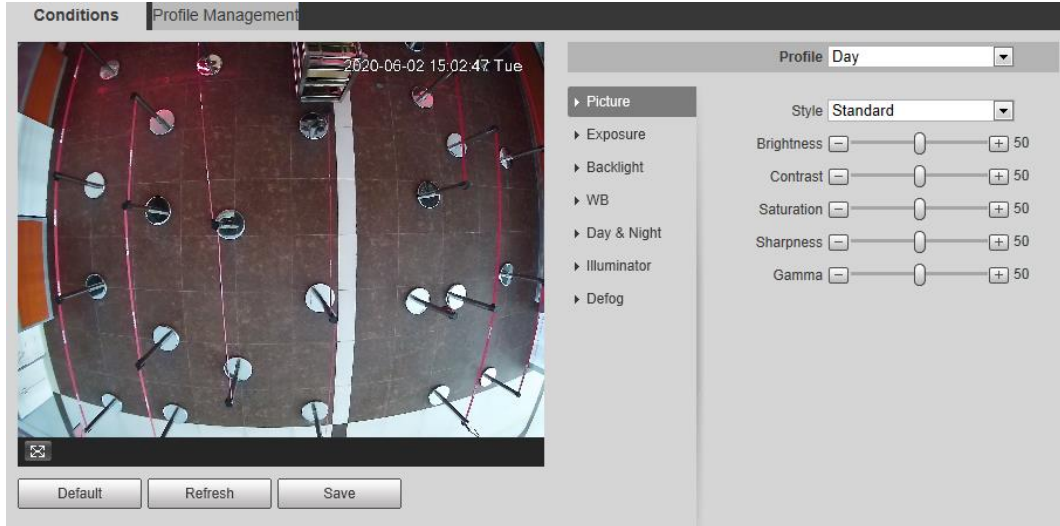 Conditions
Profile Management
2020-06-02 15:02:47 Tue
Profile Day
Picture
Exposure
Backlight
WB
Day & Night
Illuminator
Defog
Style Standard
Brightness 50
Contrast 50
Saturation 50
Sharpness 50
Gamma 50
Default
Refresh
Save